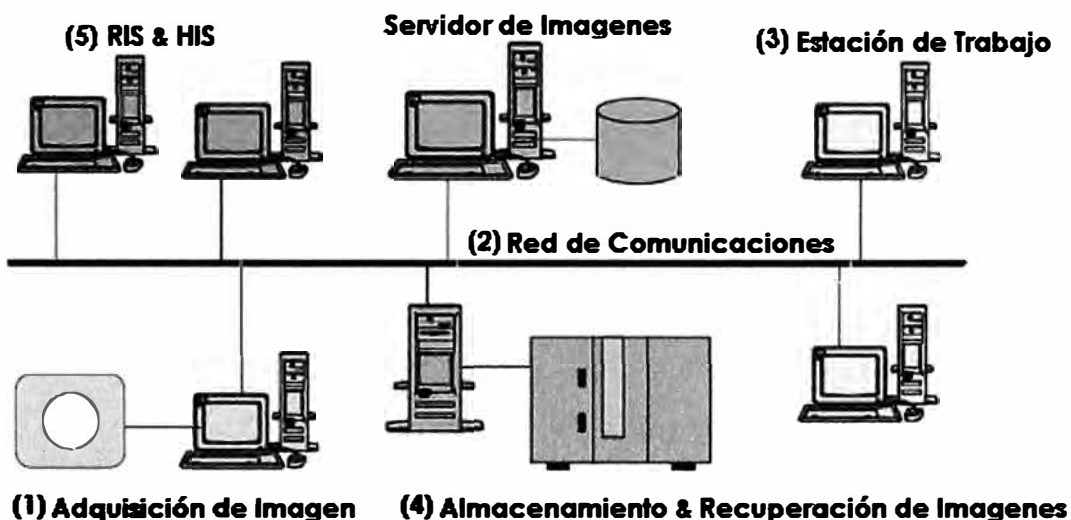 (5) RIS & HIS
Servidor de Imagenes
(3) Estación de Trabajo
(2) Red de Comunicaciones
(1) Adquisición de Imagen
(4) Almacenamiento & Recuperación de Imagenes